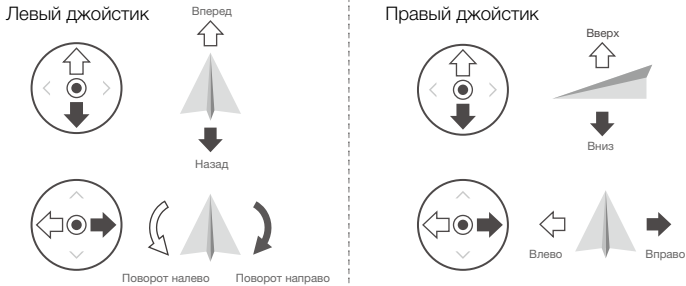 Левый джойстик
Вперед
Назад
Поворот налево
Поворот направо
Правый джойстик
Вверх
Вниз
Влево
Вправо